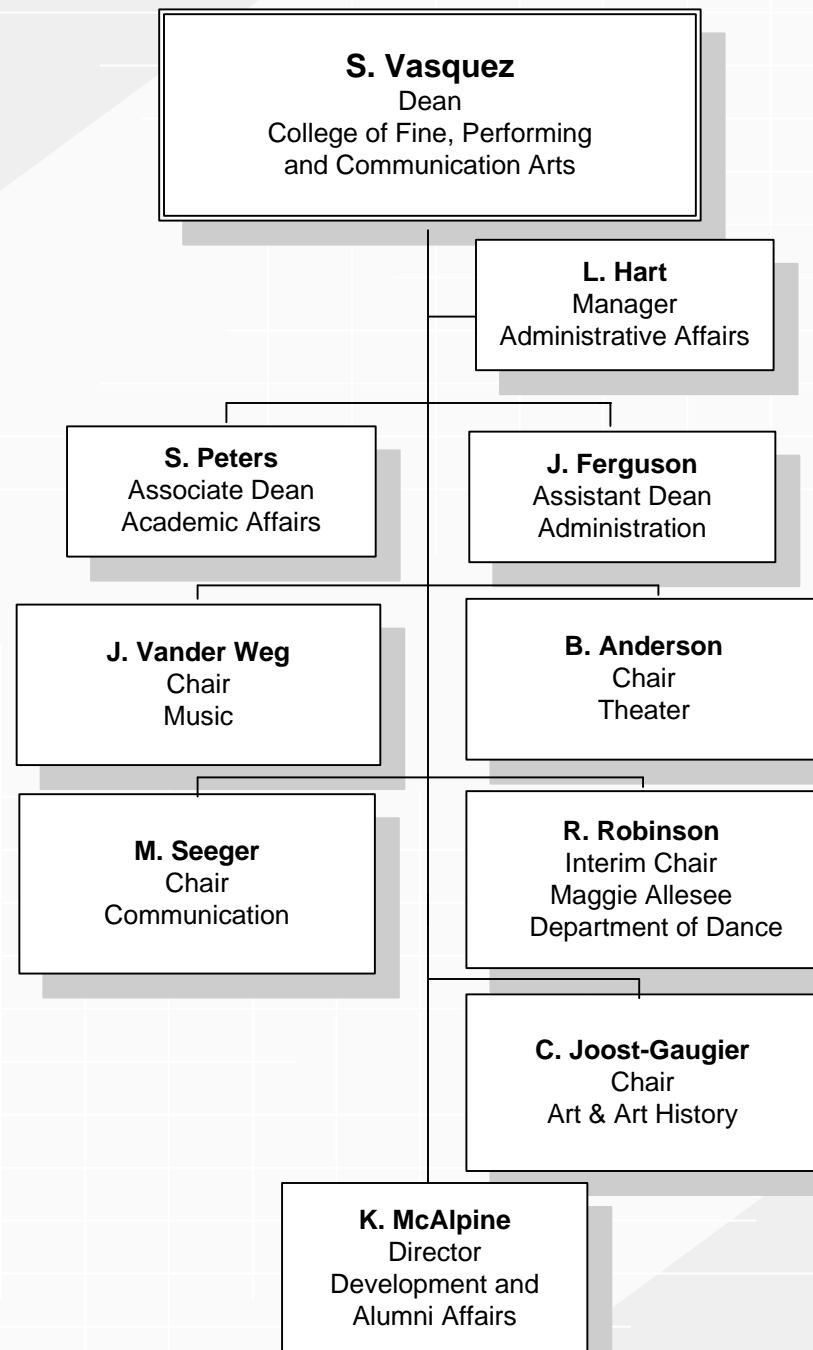 S. Vasquez
Dean
College of Fine, Performing
and Communication Arts
L. Hart
Manager
Administrative Affairs
S. Peters
Associate Dean
Academic Affairs
J. Ferguson
Assistant Dean
Administration
J. Vander Weg
Chair
Music
B. Anderson
Chair
Theater
M. Seeger
Chair
Communication
R. Robinson
Interim Chair
Maggie Allesee
Department of Dance
C. Joost-Gaugier
Chair
Art & Art History
K. McAlpine
Director
Development and
Alumni Affairs